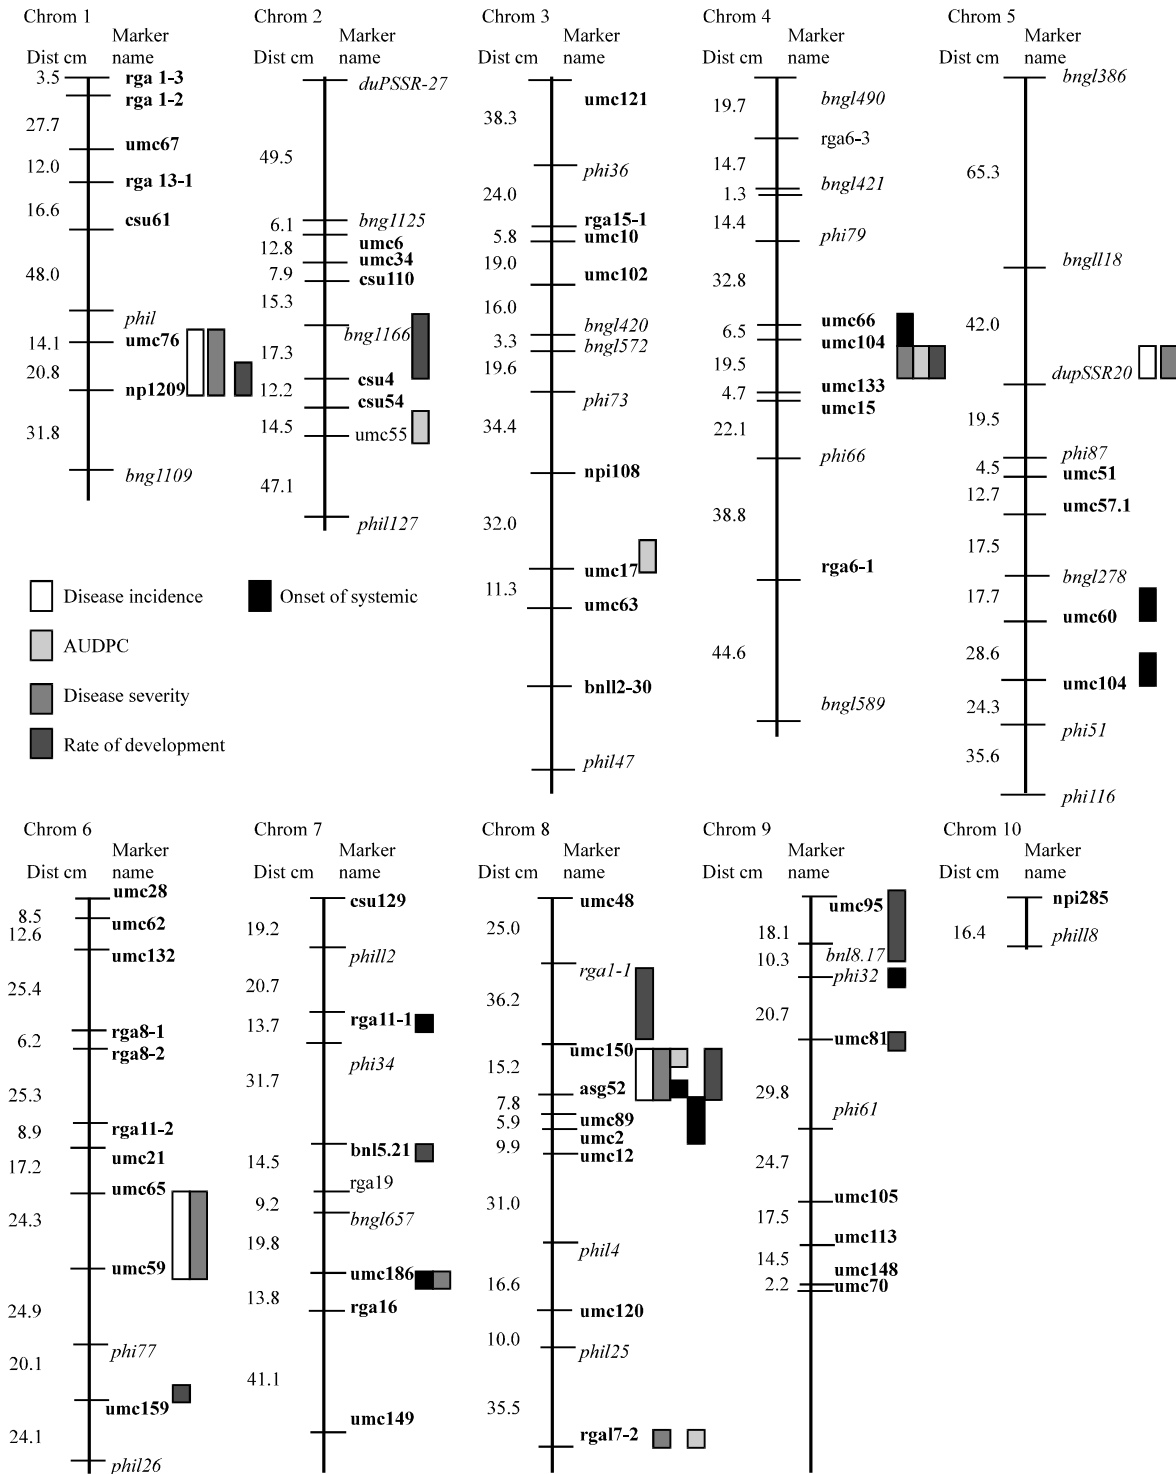 Chrom 1
Marker
Dist cm name
3.5 rga 1-3
rga 1-2
27.7
umc67
12.0
rga 13-1
16.6
csu61
48.0
phil
14.1 umc76
20.8
np1209
31.8
bng1109
Chrom 2
Marker
Dist cm name
duPSSR-27
49.5
bng1125
6.1
umc6
12.8
umc34
7.9
csu110
15.3
bng1166
17.3
csu4
12.2
csu54
14.5 umc55
47.1
phil127
Chrom 3
Marker
Dist cm name
umc121
38.3
phi36
24.0
rga15-1
5.8 umc10
19.0
umc102
16.0
bngl420
3.3
bngl572
19.6
phi73
34.4
npi108
32.0
umc17
11.3
umc63
bnll2-30
phil47
Chrom 4
Marker
Dist cm name
19.7 bngl490
rga6-3
14.7
bngl421
1.3
14.4
phi79
32.8
umc66
6.5
umc104
19.5
umc133
4.7
umc15
22.1
phi66
38.8
rga6-1
44.6
bngl589
Chrom 5
Marker
Dist cm name
bngl386
65.3
bngll18
42.0
dupSSR20
19.5
phi87
4.5
umc51
12.7
umc57.1
17.5
bngl278
17.7
umc60
28.6
umc104
24.3
phi51
35.6
phi116
Disease incidence
Onset of systemic
AUDPC
Disease severity
Rate of development
Chrom 6
Marker
Dist cm name
umc28
8.5
umc62
12.6
umc132
25.4
rga8-1
6.2
rga8-2
25.3
rga11-2
8.9
umc21
17.2
umc65
24.3
umc59
24.9
phi77
20.1
umc159
24.1
phil26
Chrom 7
Marker
Dist cm name
csu129
19.2
phill2
20.7
rga11-1
13.7
phi34
31.7
bnl5.21
14.5
rga19
9.2
bngl657
19.8
umc186
13.8
rga16
41.1
umc149
Chrom 8
Marker
Dist cm name
umc48
25.0
rga1-1
36.2
umc150
15.2
asg52
7.8
umc89
5.9
umc2
9.9
umc12
31.0
phil4
16.6
umc120
10.0
phil25
35.5
rgal7-2
Chrom 9
Marker
Dist cm name
umc95
18.1
bnl8.17
10.3
phi32
20.7
umc81
29.8
phi61
24.7
umc105
17.5
umc113
14.5
umc148
2.2 umc70
Chrom 10
Marker
Dist cm name
npi285
16.4 phill8